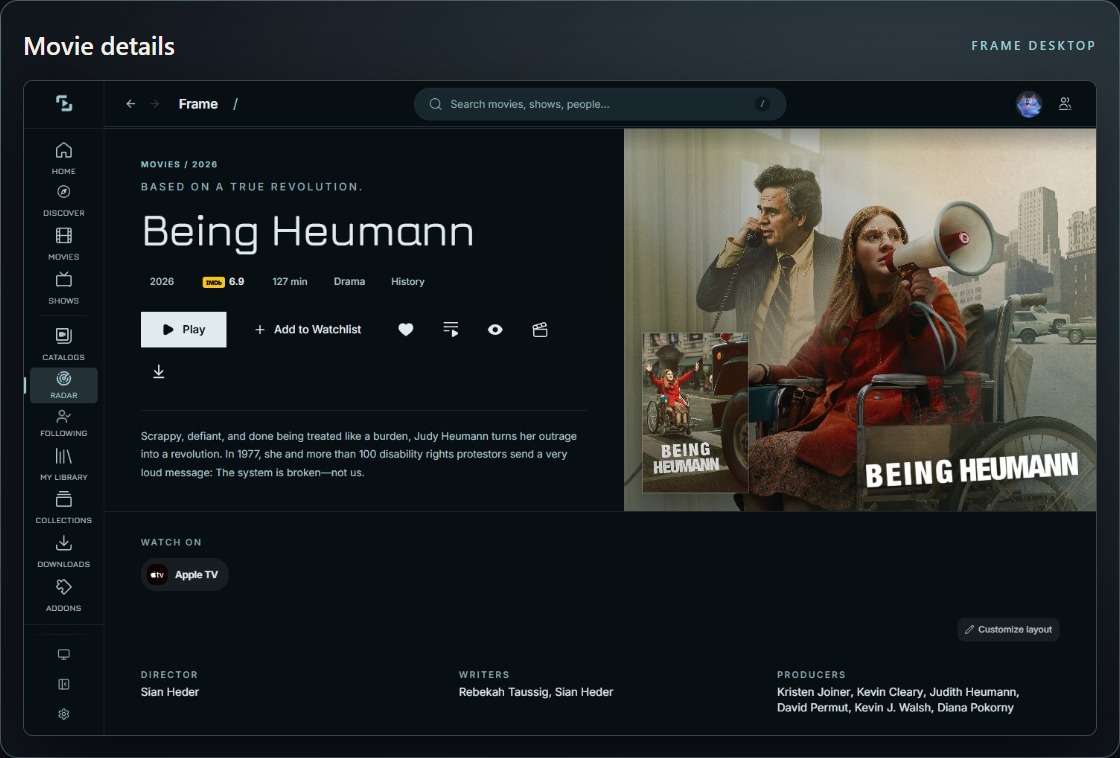 Movie details
FRAME DESKTOP
Frame /
Search movies, shows, people...
/
HOME
DISCOVER
MOVIES
SHOWS
CATALOGS
RADAR
FOLLOWING
MY LIBRARY
COLLECTIONS
DOWNLOADS
ADDONS
MOVIES / 2026
BASED ON A TRUE REVOLUTION.
Being Heumann
2026
IMDb 6.9
127 min
Drama
History
Play
Add to Watchlist
Scrappy, defiant, and done being treated like a burden, Judy Heumann turns her outrage
into a revolution. In 1977, she and more than 100 disability rights protestors send a very
loud message: The system is broken—not us.
BEING
HEUMANN
BEING HEUMANN
WATCH ON
tv Apple TV
Customize layout
DIRECTOR
Sian Heder
WRITERS
Rebekah Taussig, Sian Heder
PRODUCERS
Kristen Joiner, Kevin Cleary, Judith Heumann,
David Permut, Kevin J. Walsh, Diana Pokorny